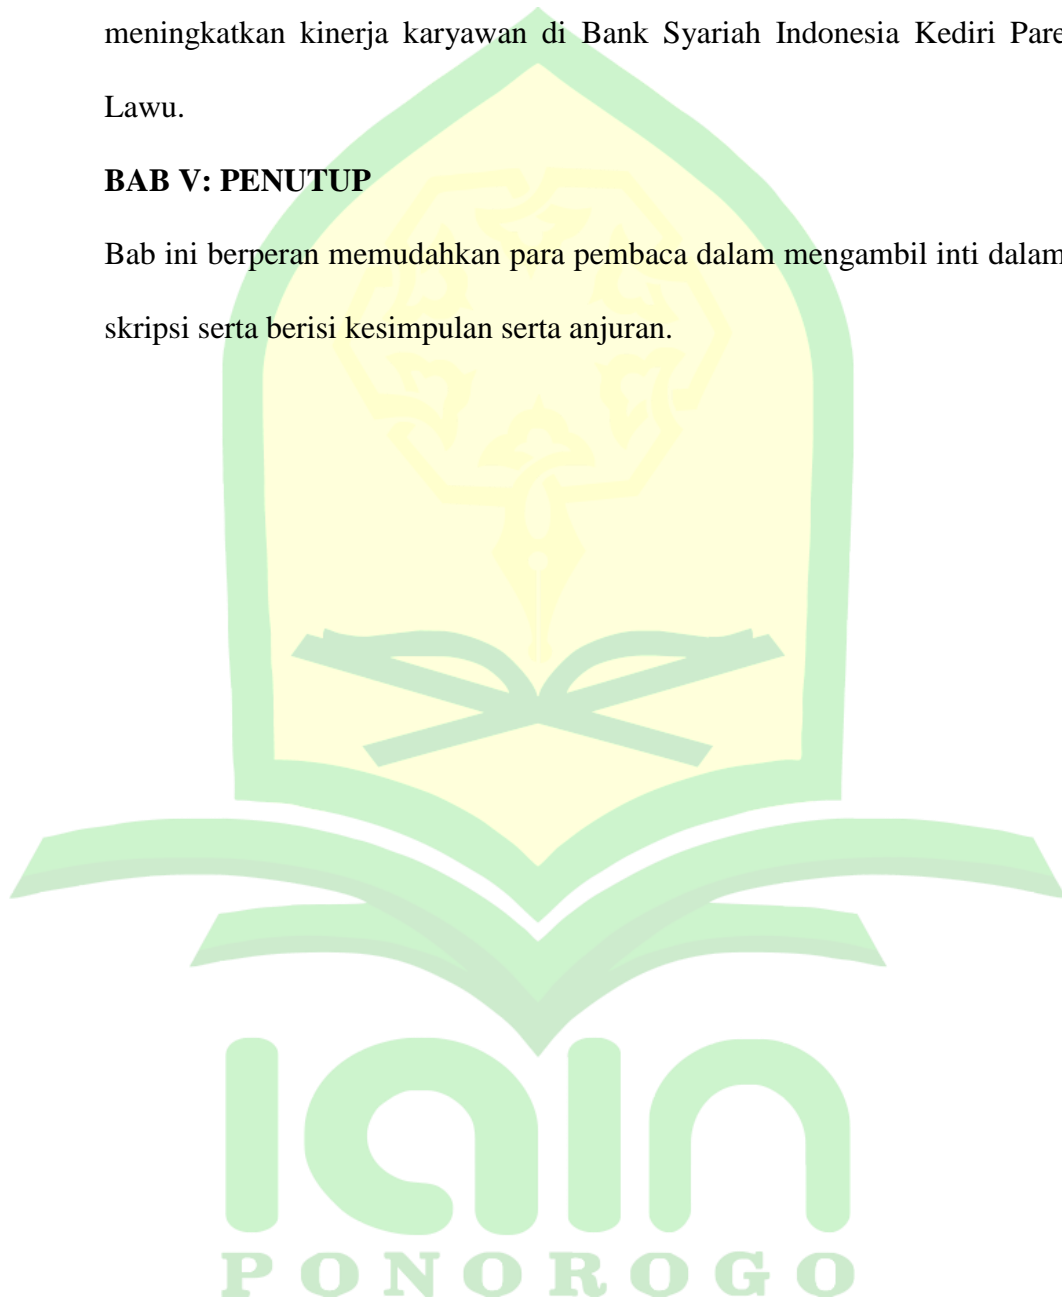 meningkatkan kinerja karyawan di Bank Syariah Indonesia Kediri Pare
Lawu.
BAB V: PENUTUP
Bab ini berperan memudahkan para pembaca dalam mengambil inti dalam
skripsi serta berisi kesimpulan serta anjuran.
iain
PONOROGO